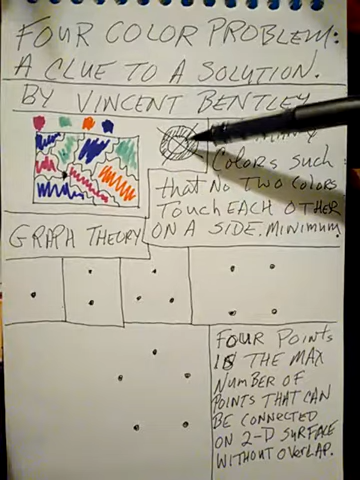 FOUR COLOR PROBLEM:
A CLUE TO A SOLUTION.
BY VINCENT BENTLEY
COLORS SUCH
that NO TWO COLORS
TOUCH EACH OTHER
ON A SIDE. MINIMUM.
GRAPH THEORY
FOUR POINTS
IS THE MAX
NUMBER OF
POINTS THAT CAN
BE CONNECTED
ON 2-D SURFACE
WITHOUT OVERLAP.